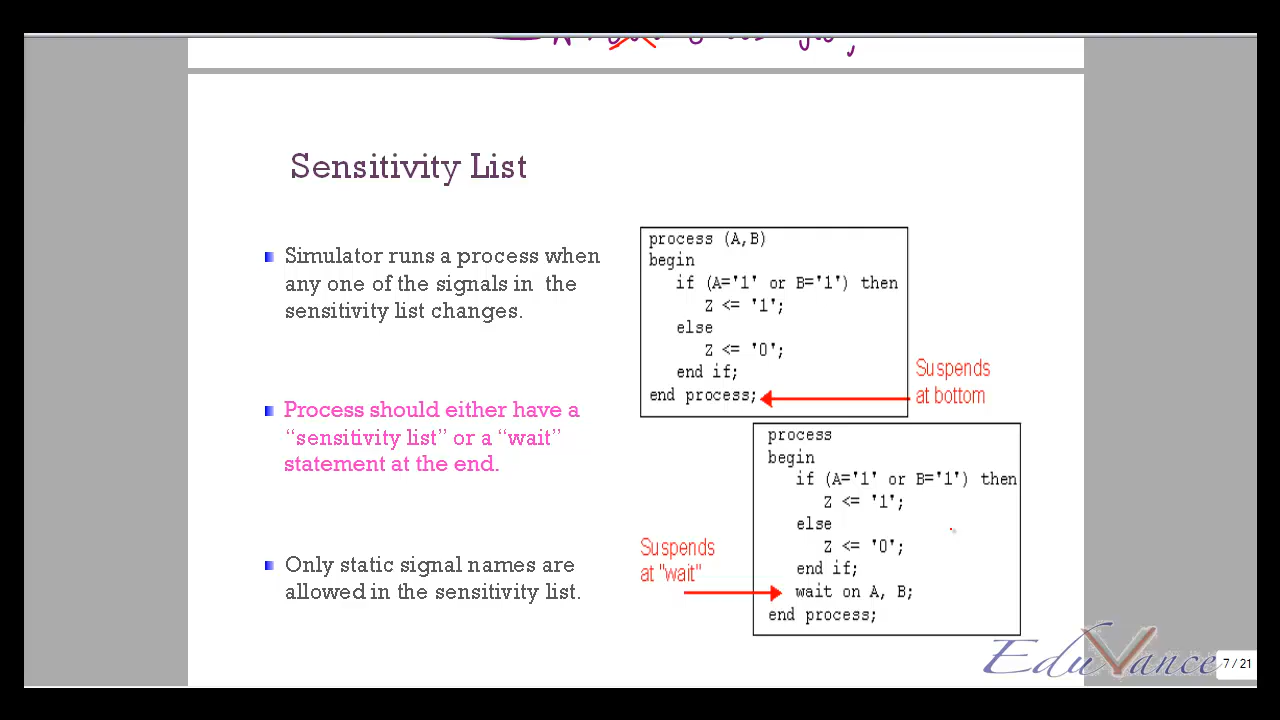 Sensitivity List
Simulator runs a process when
any one of the signals in the
sensitivity list changes.
Process should either have a
“sensitivity list” or a “wait”
statement at the end.
Only static signal names are
allowed in the sensitivity list.
process (A,B)
begin
if (A='1' or B='1') then
Z <= '1';
else
Z <= '0';
end if;
end process;
Suspends
at bottom
process
begin
if (A='1' or B='1') then
Z <= '1';
else
Z <= '0';
end if;
wait on A, B;
end process;
Suspends
at "wait"
EduVance
7 / 21